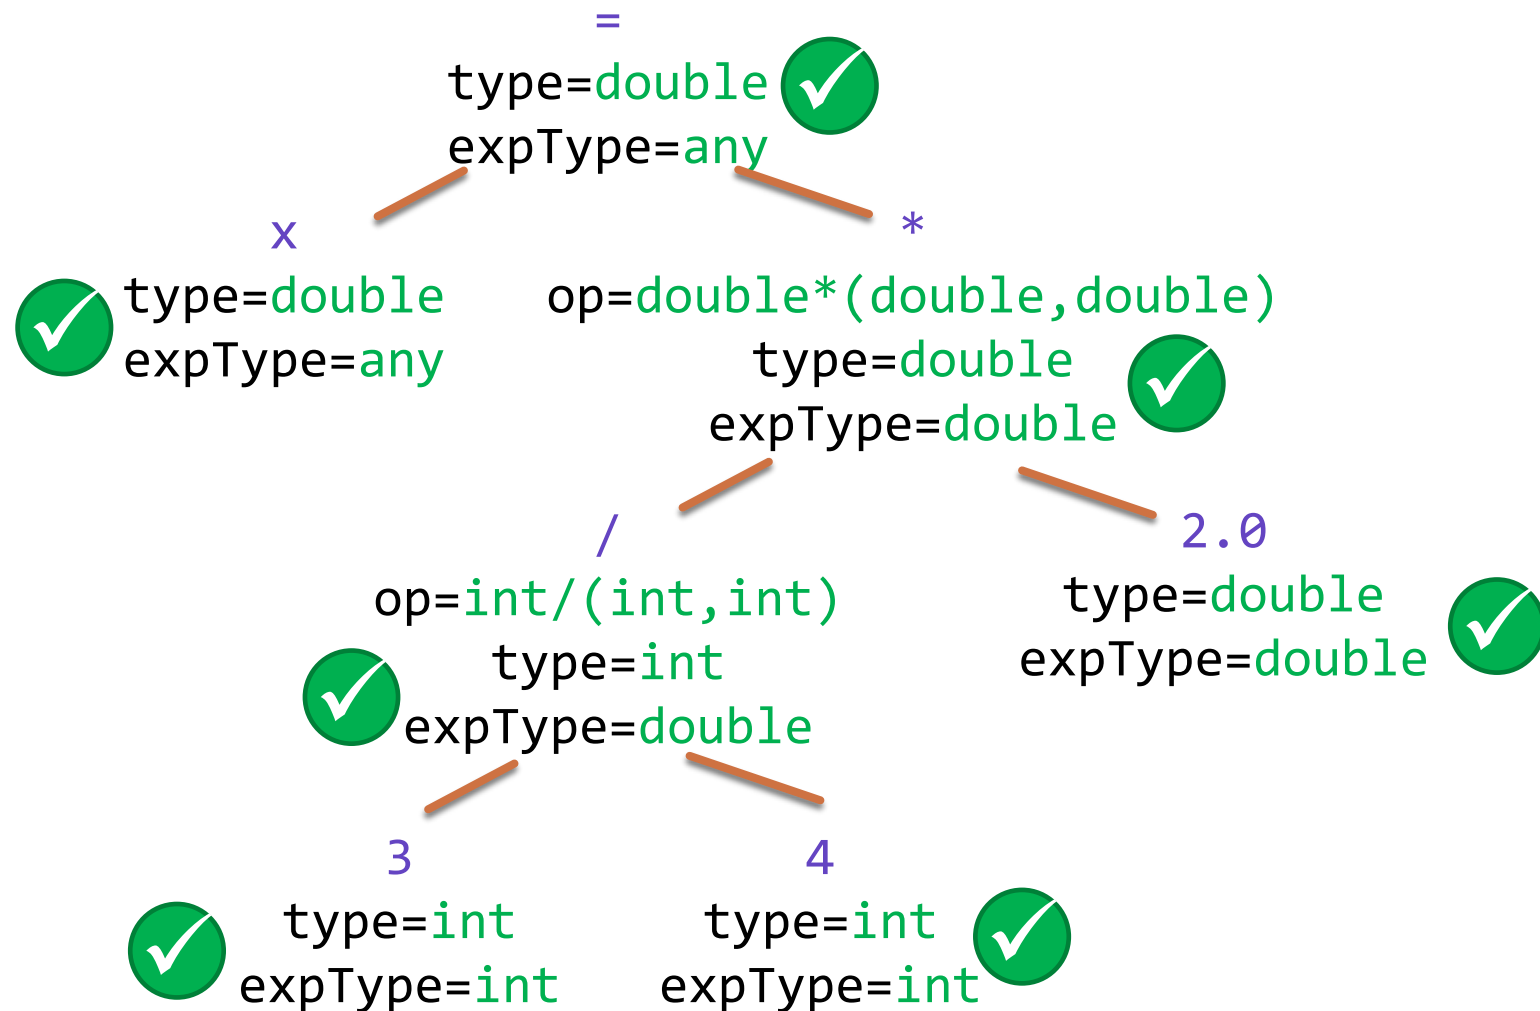 =
type=double
expType=any
x
type=double
expType=any
*
op=double*(double,double)
type=double
expType=double
/
op=int/(int,int)
type=int
expType=double
2.0
type=double
expType=double
3
type=int
expType=int
4
type=int
expType=int